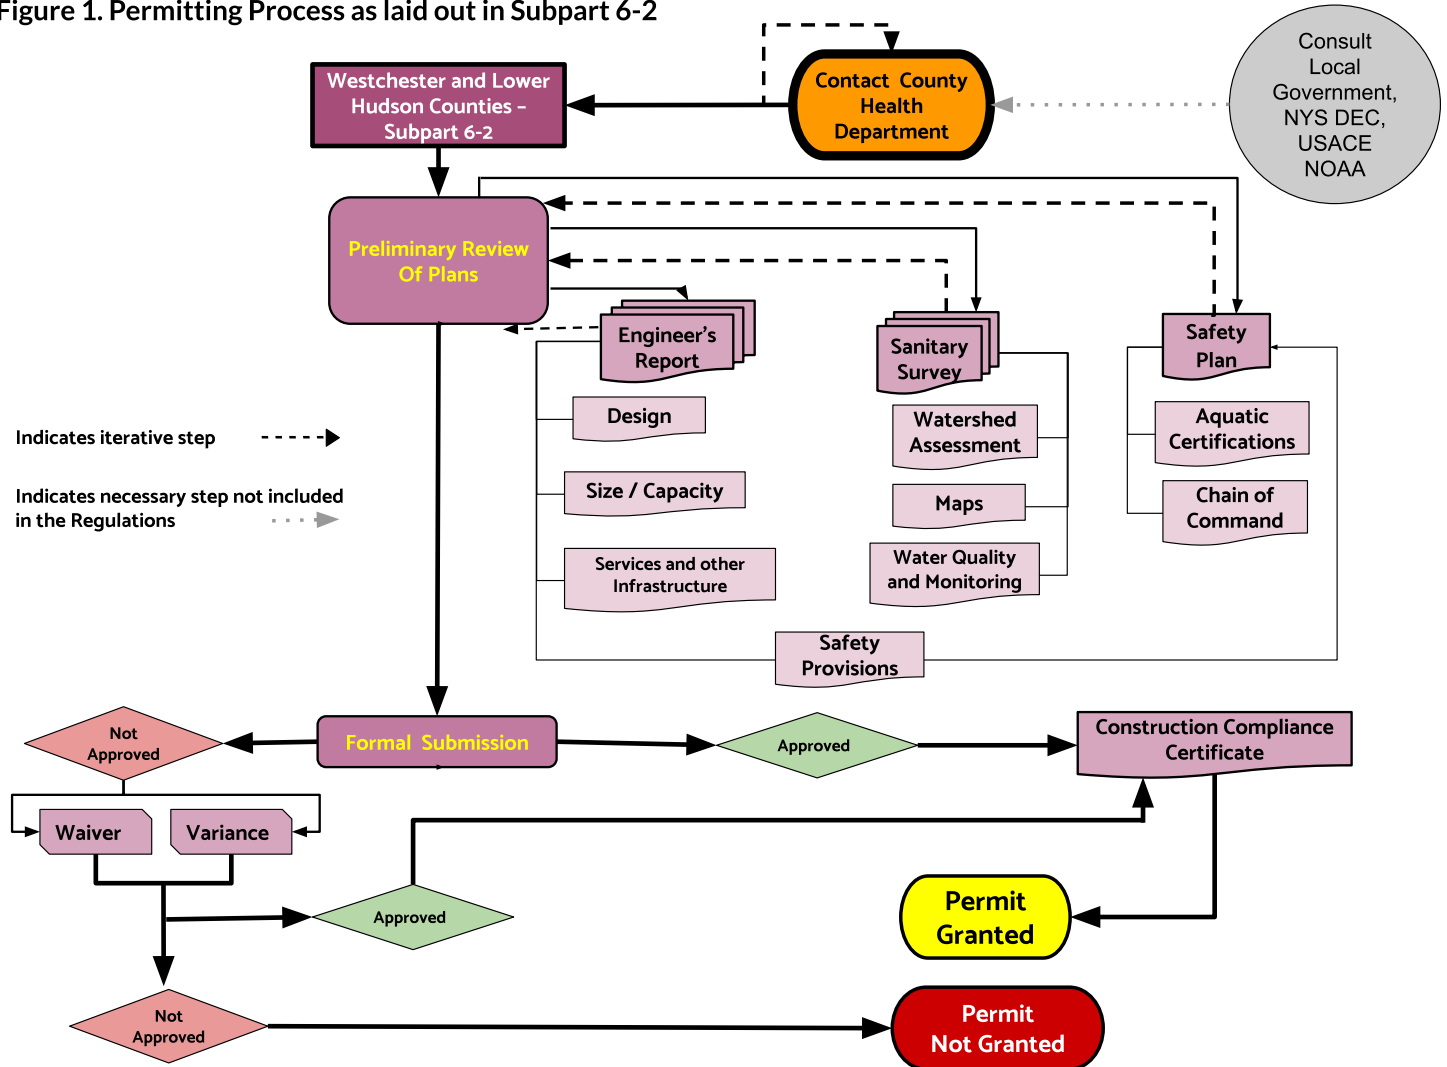 Figure 1. Permitting Process as laid out in Subpart 6-2
Westchester and Lower
Hudson Counties –
Subpart 6-2
Contact County
Health
Department
Consult
Local
Government,
NYS DEC,
USACE
NOAA
Preliminary Review
Of Plans
Engineer's
Report
Sanitary
Survey
Safety
Plan
Design
Size / Capacity
Services and other
Infrastructure
Watershed
Assessment
Maps
Water Quality
and Monitoring
Aquatic
Certifications
Chain of
Command
Safety
Provisions
Indicates iterative step
Indicates necessary step not included
in the Regulations
Not
Approved
Formal Submission
Approved
Construction Compliance
Certificate
Waiver
Variance
Approved
Permit
Granted
Not
Approved
Permit
Not Granted